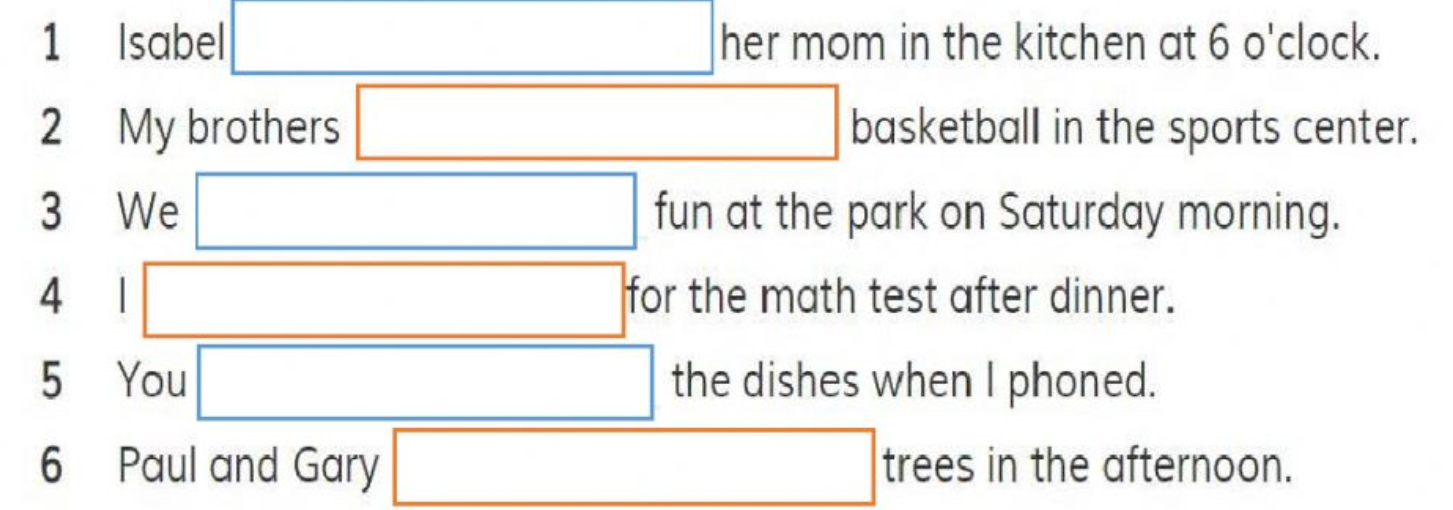 1 Isabel her mom in the kitchen at 6 o'clock.
2 My brothers basketball in the sports center.
3 We fun at the park on Saturday morning.
4 I for the math test after dinner.
5 You the dishes when I phoned.
6 Paul and Gary trees in the afternoon.